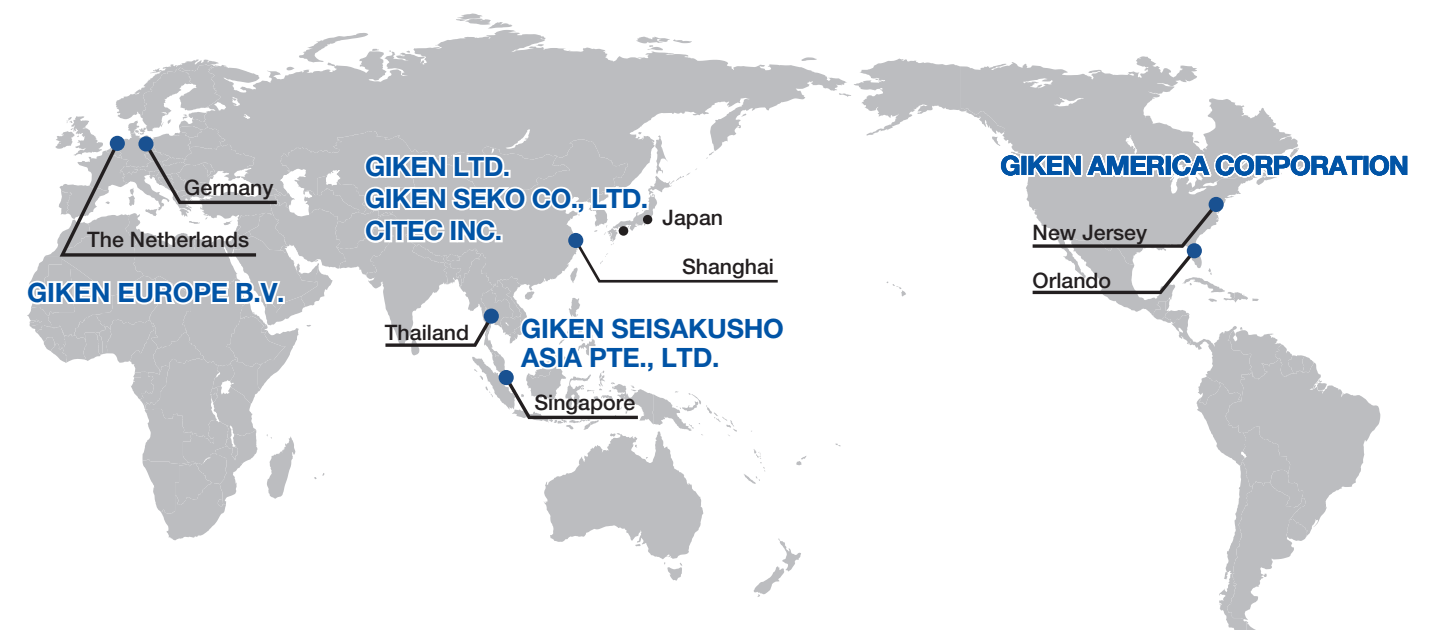 Germany
The Netherlands
GIKEN EUROPE B.V.
GIKEN LTD.
GIKEN SEKO CO., LTD.
CITEC INC.
Japan
Shanghai
Thailand
GIKEN SEISAKUSHO
ASIA PTE., LTD.
Singapore
GIKEN AMERICA CORPORATION
New Jersey
Orlando